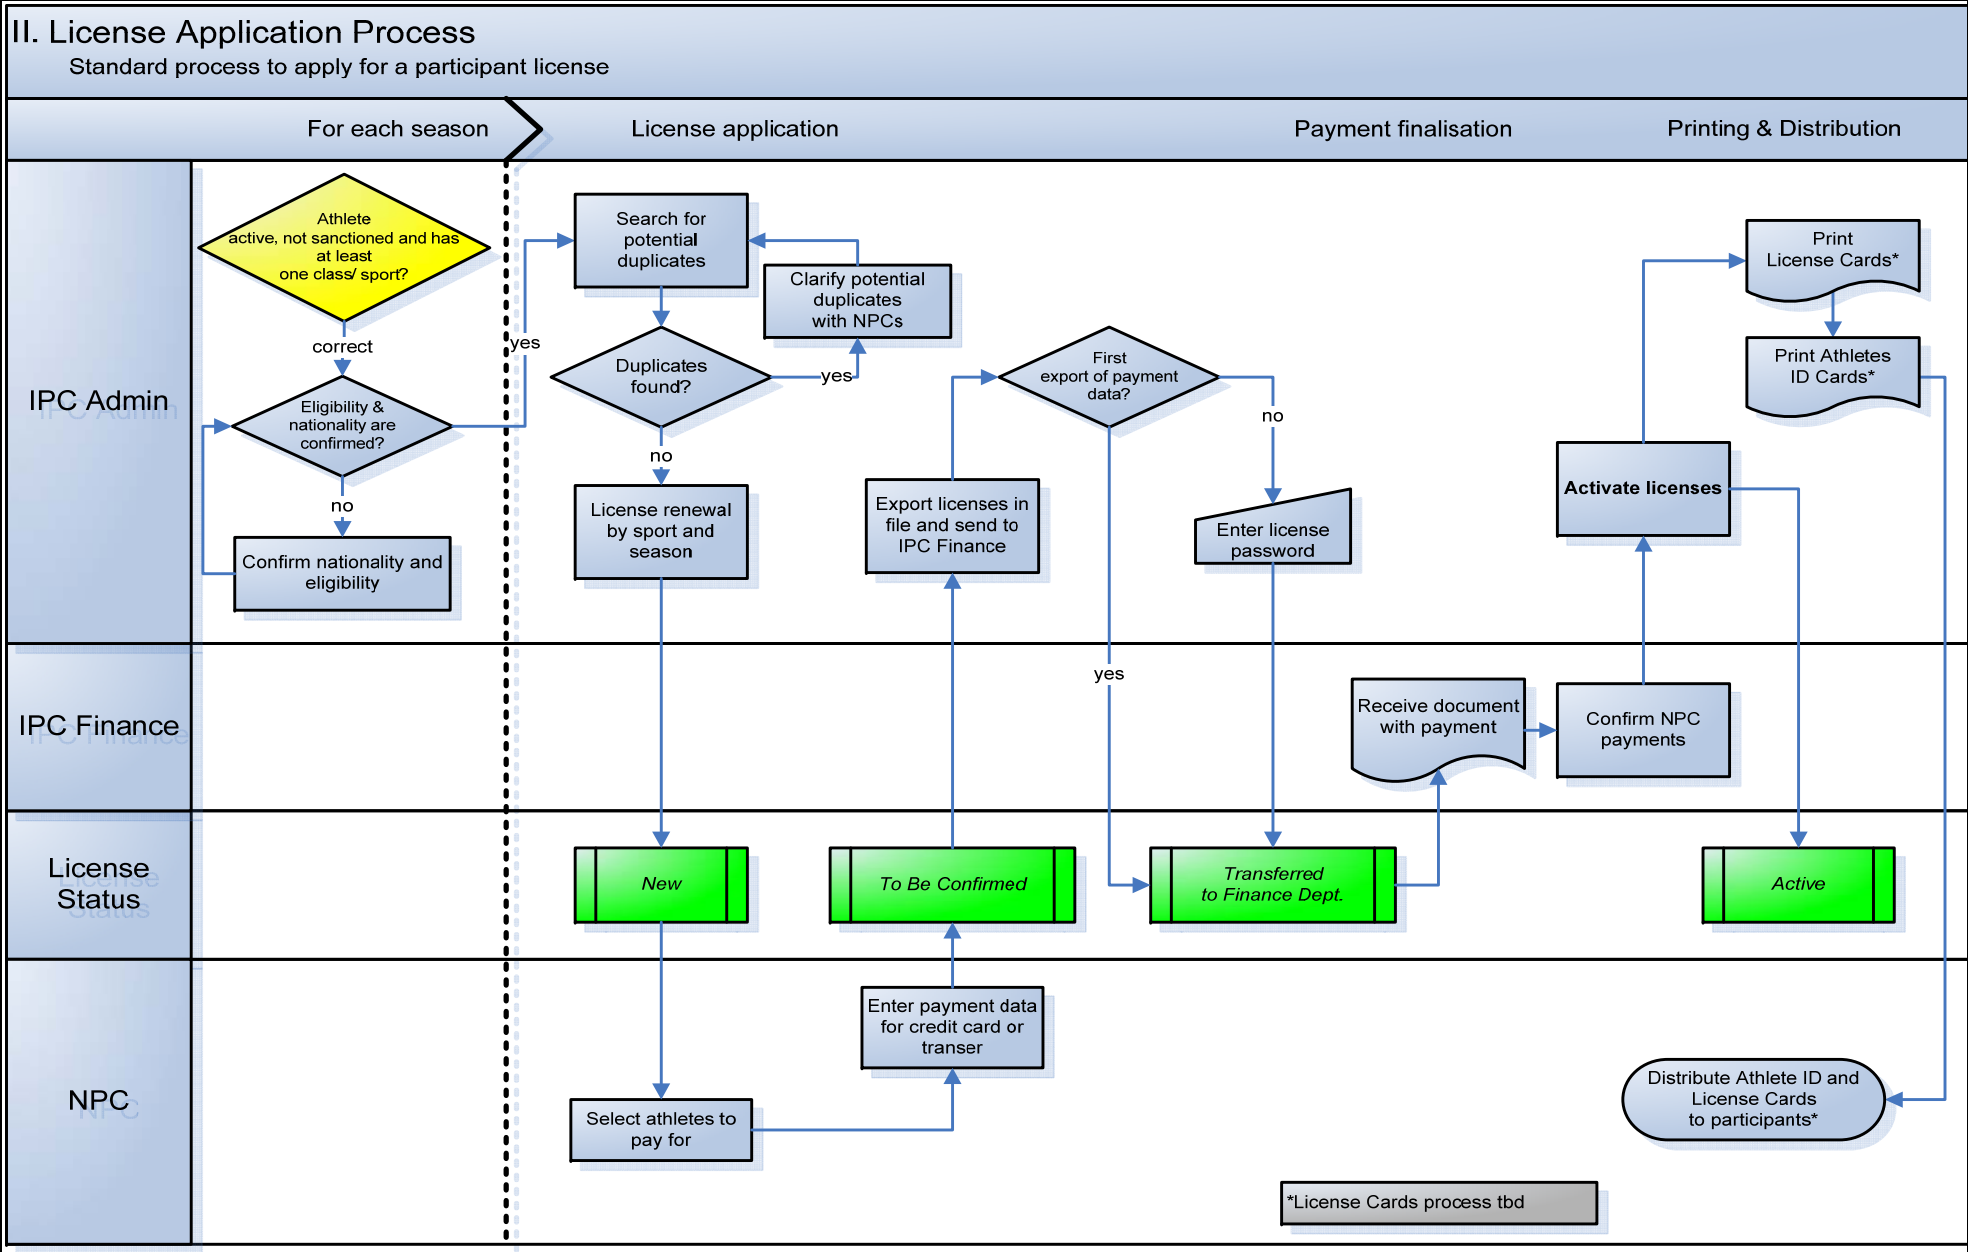 II. License Application Process
Standard process to apply for a participant license
For each season
License application
Payment finalisation
Printing & Distribution
IPC Admin
Athlete
active, not sanctioned and has
at least
one class/ sport?
correct
Eligibility &
nationality are
confirmed?
yes
no
Confirm nationality and
eligibility
Search for
potential
duplicates
Clarify potential
duplicates
with NPCs
Duplicates
found?
yes
no
License renewal
by sport and
season
Export licenses in
file and send to
IPC Finance
First
export of payment
data?
no
yes
Enter license
password
Activate licenses
Print
License Cards*
Print Athletes
ID Cards*
IPC Finance
Receive document
with payment
Confirm NPC
payments
License
Status
New
To Be Confirmed
Transferred
to Finance Dept.
Active
NPC
Enter payment data
for credit card or
transer
Select athletes to
pay for
Distribute Athlete ID and
License Cards
to participants*
*License Cards process tbd